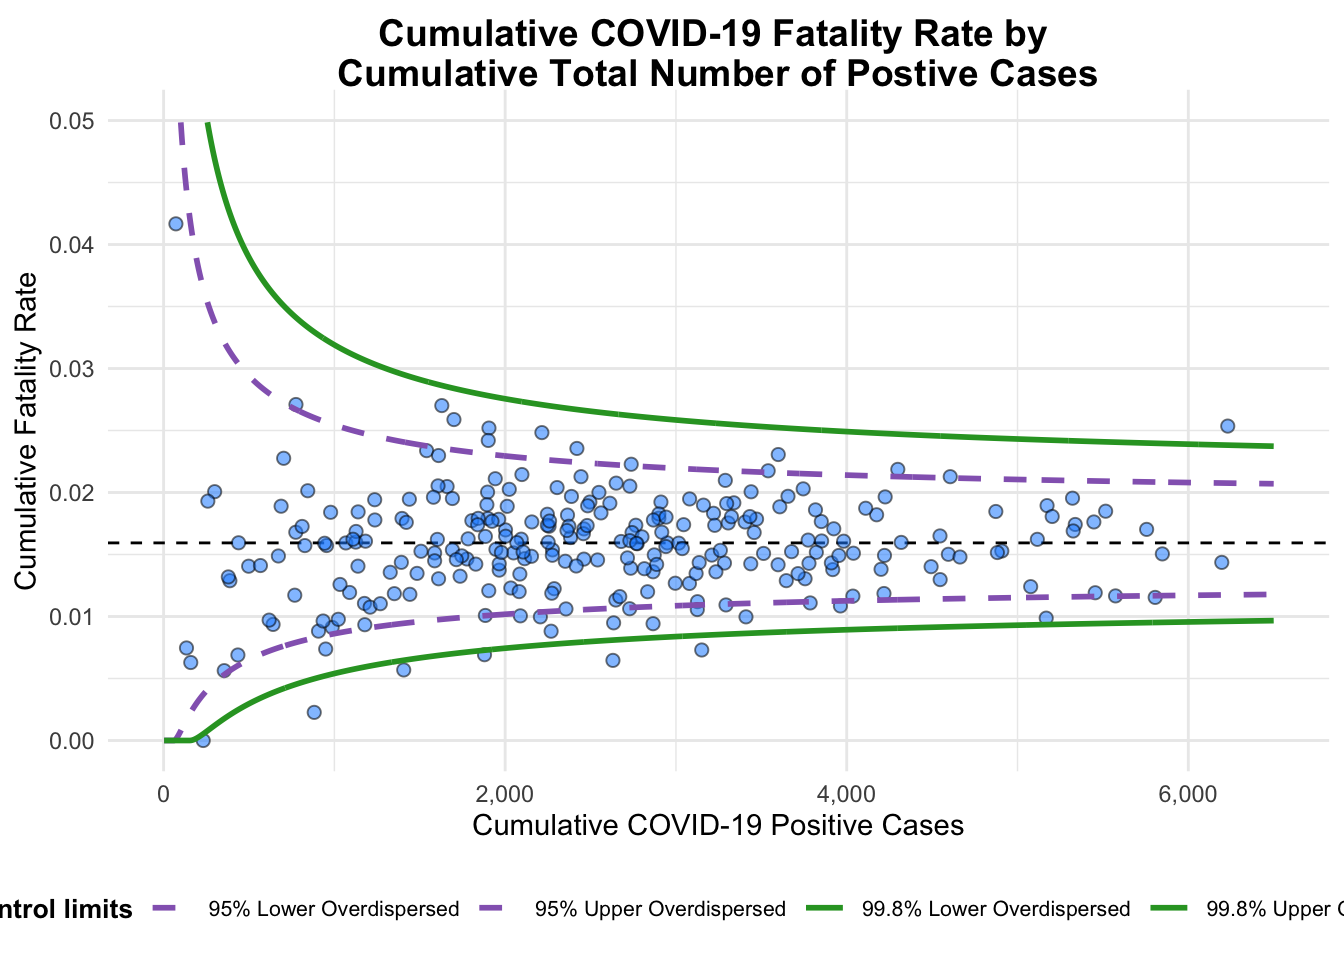 Cumulative COVID-19 Fatality Rate by
Cumulative Total Number of Postive Cases
Cumulative Fatality Rate
0.05
0.04
0.03
0.02
0.01
0.00
0 2,000 4,000 6,000
Cumulative COVID-19 Positive Cases
ntrol limits 95% Lower Overdispersed 95% Upper Overdispersed 99.8% Lower Overdispersed 99.8% Upper